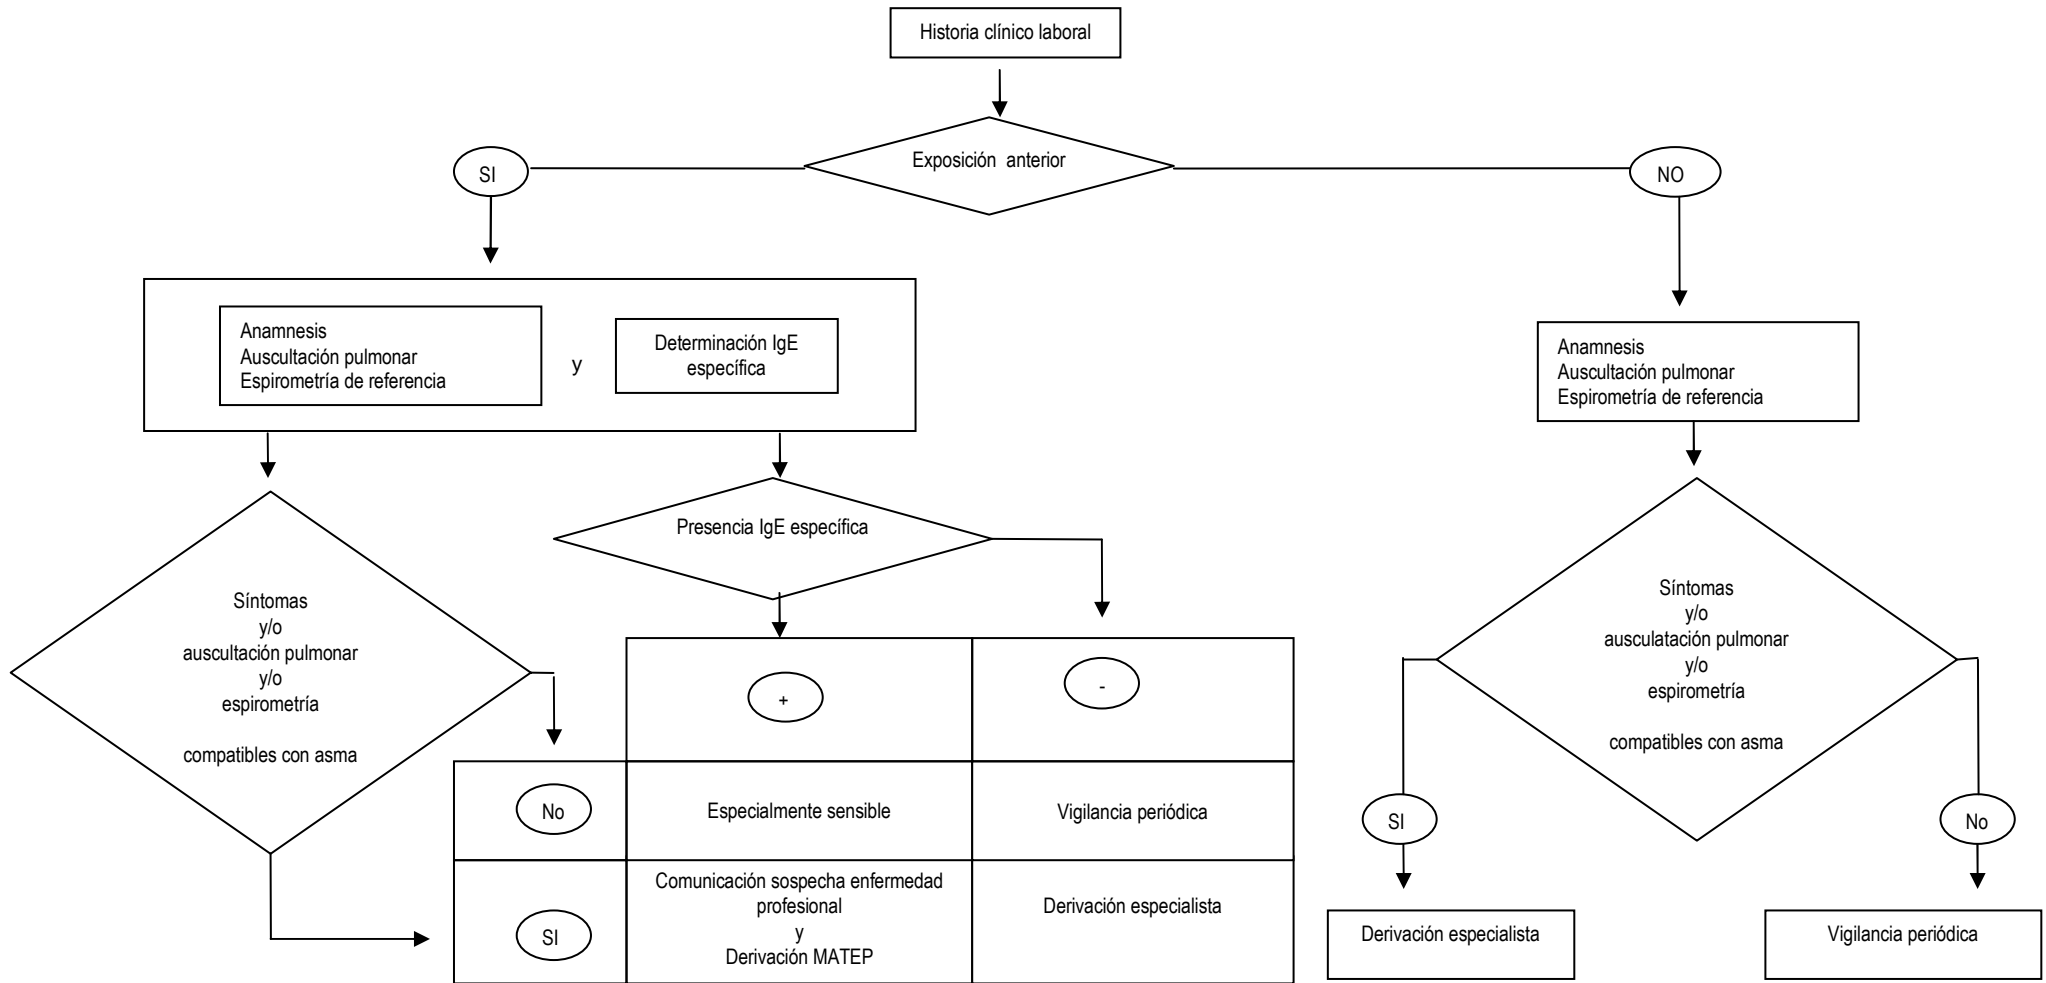 Historia clínico laboral
Exposición anterior
SI
NO
Anamnesis
Auscultación pulmonar
Espirometría de referencia
y
Determinación IgE
específica
Anamnesis
Auscultación pulmonar
Espirometría de referencia
Presencia IgE específica
Síntomas
y/o
auscultación pulmonar
y/o
espirometría
compatibles con asma
Síntomas
y/o
ausculatación pulmonar
y/o
espirometría
compatibles con asma
+
-
No
Especialmente sensible
Vigilancia periódica
SI
Comunicación sospecha enfermedad
profesional
y
Derivación MATEP
Derivación especialista
SI
No
Derivación especialista
Vigilancia periódica